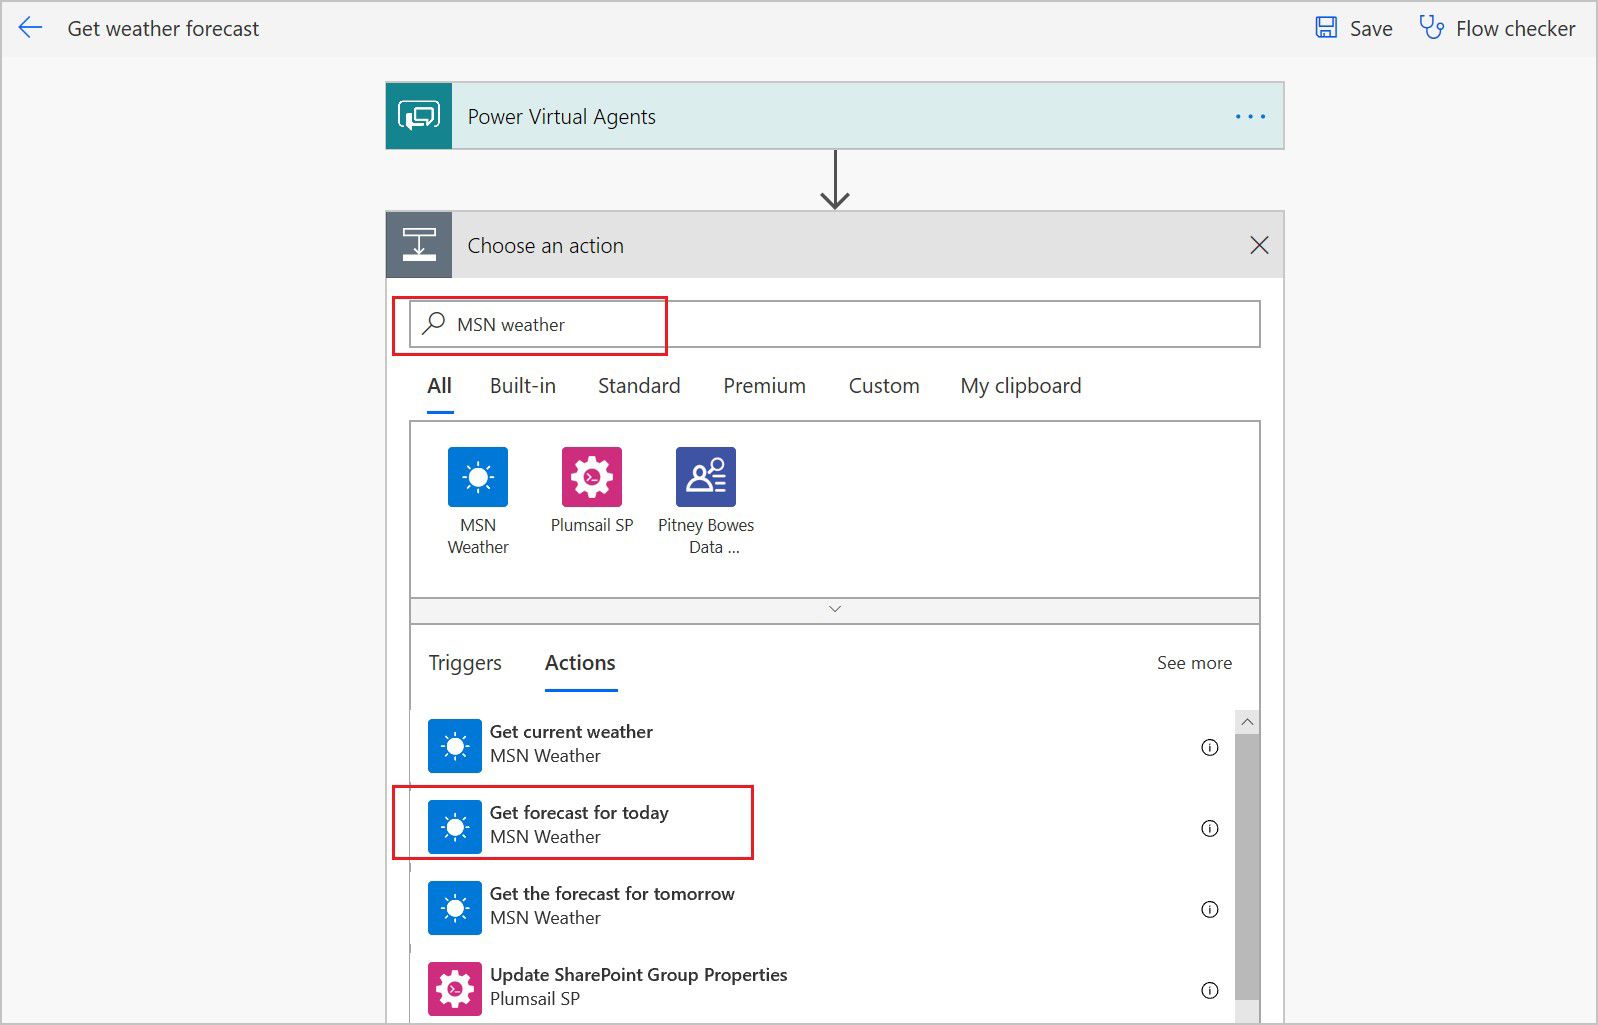 Get weather forecast
Save
Flow checker
Power Virtual Agents
Choose an action
MSN weather
All
Built-in
Standard
Premium
Custom
My clipboard
MSN
Weather
Plumsail SP
Pitney Bowes
Data ...
Triggers
Actions
See more
Get current weather
MSN Weather
Get forecast for today
MSN Weather
Get the forecast for tomorrow
MSN Weather
Update SharePoint Group Properties
Plumsail SP